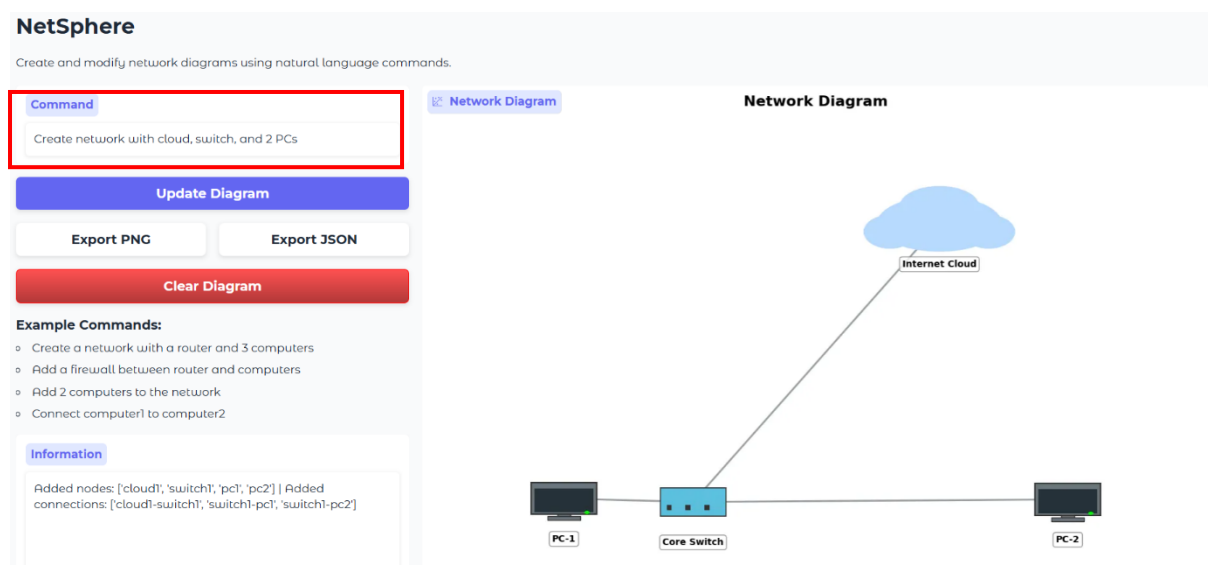 NetSphere
Create and modify network diagrams using natural language commands.
Command
Create network with cloud, switch, and 2 PCs
Update Diagram
Export PNG
Export JSON
Clear Diagram
Example Commands:
Create a network with a router and 3 computers
Add a firewall between router and computers
Add 2 computers to the network
Connect computer1 to computer2
Information
Added nodes: ['cloud1', 'switch1', 'pc1', 'pc2'] | Added
connections: ['cloud1-switch1', 'switch1-pc1', 'switch1-pc2']
Network Diagram
Network Diagram
Internet Cloud
PC-1
Core Switch
PC-2